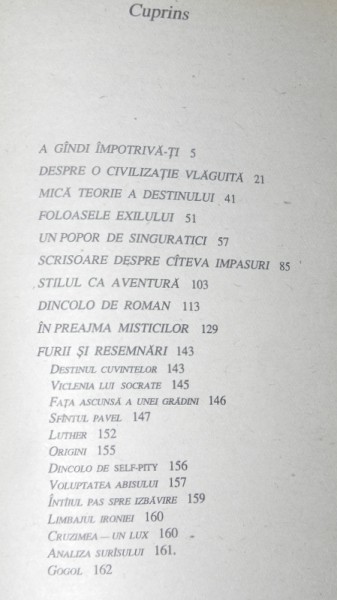 Cuprins
A GÎNDI ÎMPOTRIVĂ-ȚI 5
DESPRE O CIVILIZAȚIE VLĂGUITĂ 21
MICĂ TEORIE A DESTINULUI 41
FOLOASELE EXILULUI 51
UN POPOR DE SINGURATICI 57
SCRISOARE DESPRE CÎTEVA IMPASURI 85
STILUL CA AVENTURĂ 103
DINCOLO DE ROMAN 113
ÎN PREAJMA MISTICILOR 129
FURII ȘI RESEMNĂRI 143
DESTINUL CUVINTELOR 143
VICLENIA LUI SOCRATE 145
FAȚA ASCUNSĂ A UNEI GRĂDINI 146
SFÎNTUL PAVEL 147
LUTHER 152
ORIGINI 155
DINCOLO DE SELF-PITY 156
VOLUPTATEA ABISULUI 157
ÎNTÎIUL PAS SPRE IZBĂVIRE 159
LIMBAJUL IRONIEI 160
CRUZIMEA — UN LUX 160
ANALIZA SURÎSULUI 161.
GOGOL 162